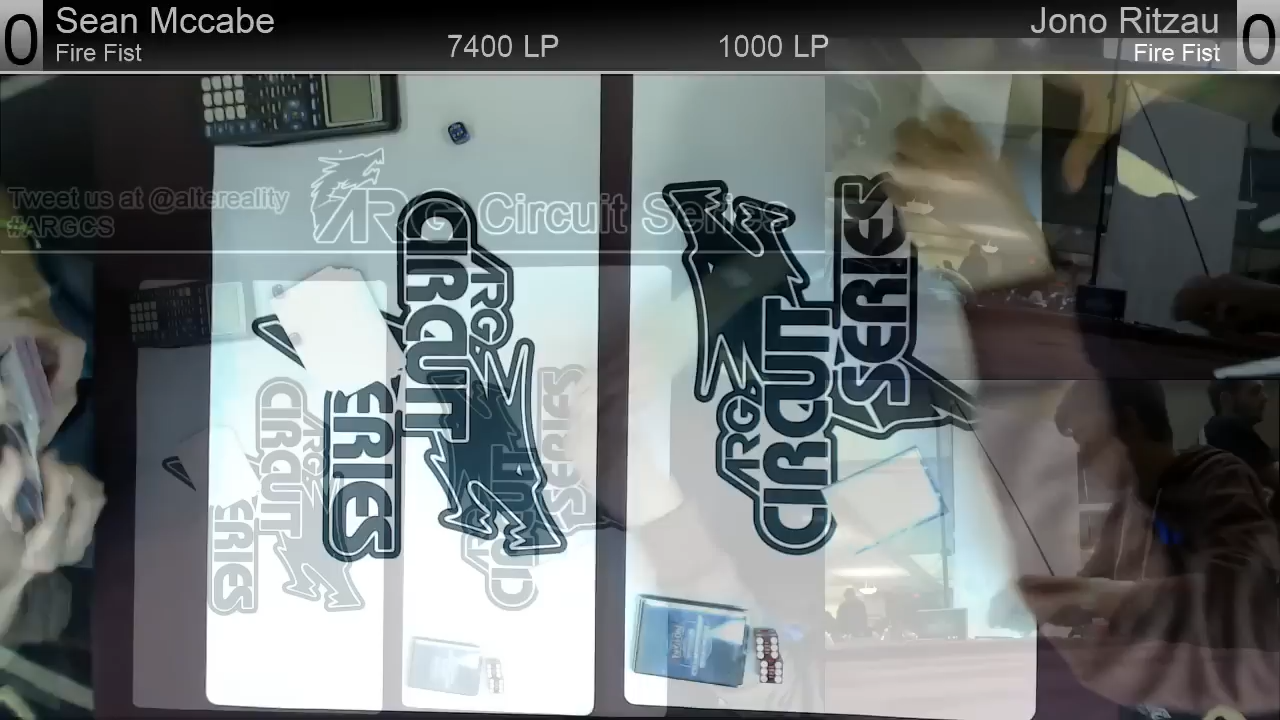 0 Sean Mccabe
Fire Fist
7400 LP
1000 LP
Jono Ritzau 0
Fire Fist
Tweet us at @altereality
#ARGCS
ARG Circuit Series
ARG
CIRCUIT
SERIES
ARG
CIRCUIT
SERIES
ARG
CIRCUIT
SERIES
CIRCUIT
SERIES